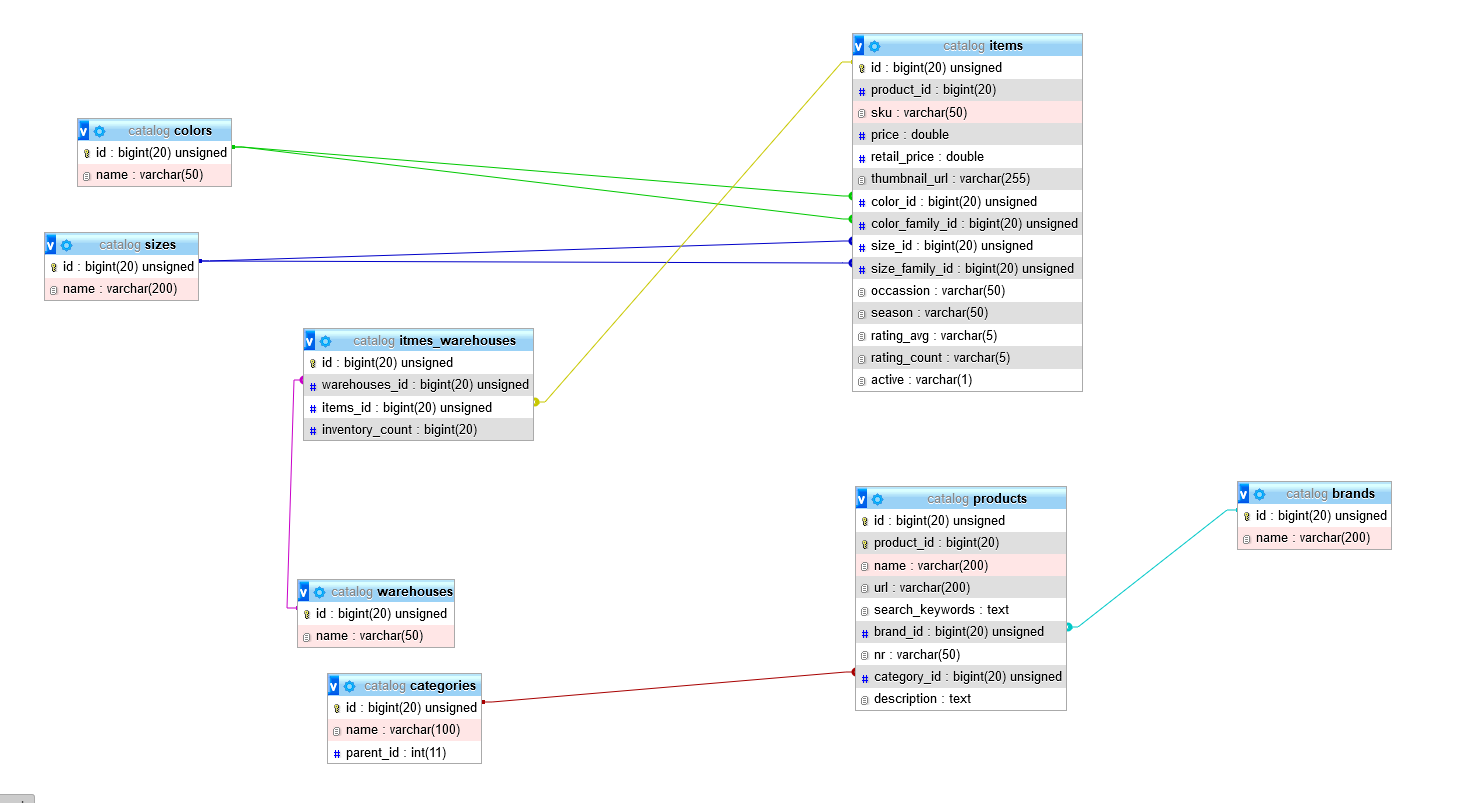 catalog items
id : bigint(20) unsigned
product_id : bigint(20)
sku : varchar(50)
price : double
retail_price : double
thumbnail_url : varchar(255)
color_id : bigint(20) unsigned
color_family_id : bigint(20) unsigned
size_id : bigint(20) unsigned
size_family_id : bigint(20) unsigned
occassion : varchar(50)
season : varchar(50)
rating_avg : varchar(5)
rating_count : varchar(5)
active : varchar(1)
catalog colors
id : bigint(20) unsigned
name : varchar(50)
catalog sizes
id : bigint(20) unsigned
name : varchar(200)
catalog itmes_warehouses
id : bigint(20) unsigned
warehouses_id : bigint(20) unsigned
items_id : bigint(20) unsigned
inventory_count : bigint(20)
catalog products
id : bigint(20) unsigned
product_id : bigint(20)
name : varchar(200)
url : varchar(200)
search_keywords : text
brand_id : bigint(20) unsigned
nr : varchar(50)
category_id : bigint(20) unsigned
description : text
catalog brands
id : bigint(20) unsigned
name : varchar(200)
catalog warehouses
id : bigint(20) unsigned
name : varchar(50)
catalog categories
id : bigint(20) unsigned
name : varchar(100)
parent_id : int(11)